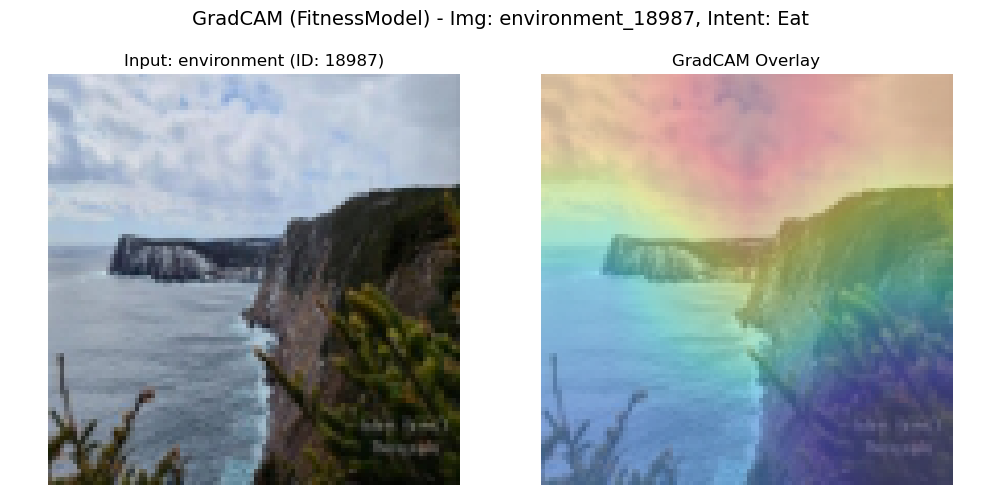 GradCAM (FitnessModel) - Img: environment_18987, Intent: Eat
Input: environment (ID: 18987)
GradCAM Overlay